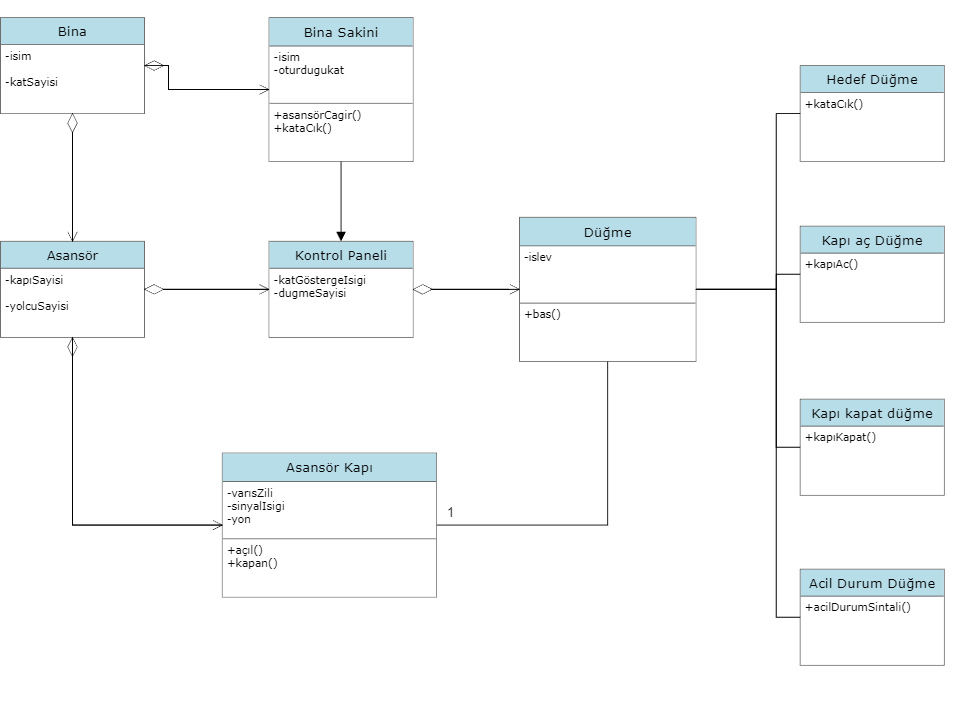 Bina
-isim
-katSayisi
Bina Sakini
-isim
-oturdugukat
+asansörCagir()
+kataCık()
Hedef Düğme
+kataCık()
Asansör
-kapıSayisi
-yolcuSayisi
Kontrol Paneli
-katGöstergeIsigi
-dugmeSayisi
Düğme
-islev
+bas()
Kapı aç Düğme
+kapıAc()
Kapı kapat düğme
+kapıKapat()
Asansör Kapı
-varısZili
-sinyalIsigi
-yon
+açıl()
+kapan()
1
Acil Durum Düğme
+acilDurumSintali()